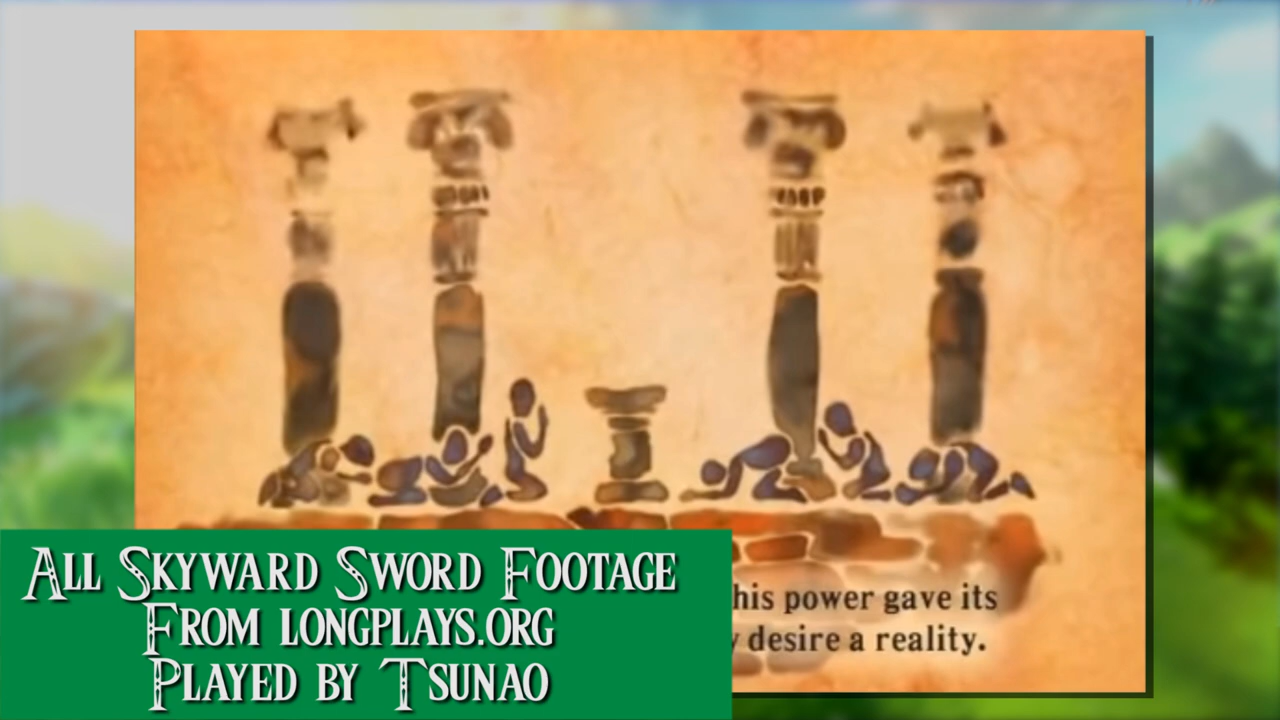 his power gave its
desire a reality.
All Skyward Sword Footage
From longplays.org
Played by Tsunao